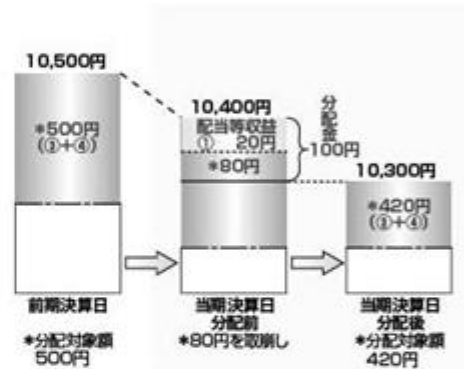 10,500円
*500円
(③+④)
前期決算日
*分配対象額
500円
10,400円
配当等収益
① 20円
*80円
分配金
100円
当期決算日
分配前
*80円を取崩し
10,300円
*420円
(③+④)
当期決算日
分配後
*分配対象額
420円